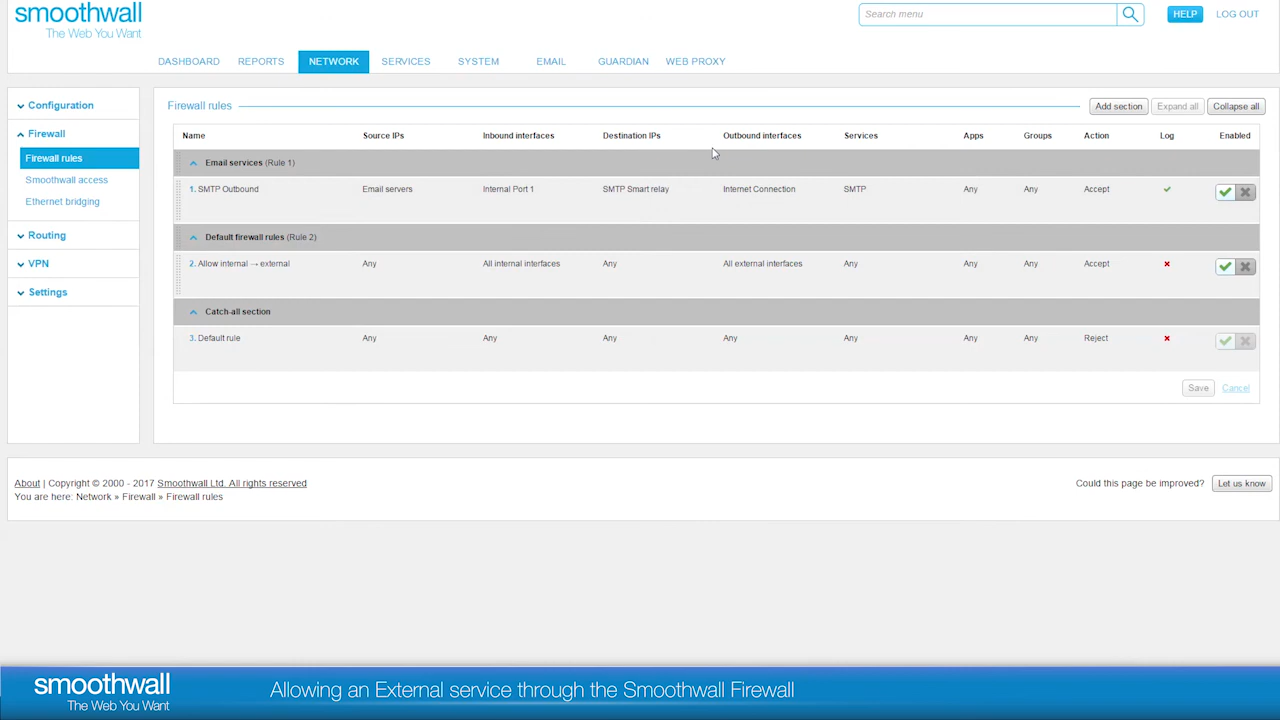 smoothwall
The Web You Want
Search menu
HELP
LOG OUT
DASHBOARD REPORTS NETWORK SERVICES SYSTEM EMAIL GUARDIAN WEB PROXY
Configuration
Firewall
Firewall rules
Smoothwall access
Ethernet bridging
Routing
VPN
Settings
Firewall rules
Add section Expand all Collapse all
Name Source IPs Inbound interfaces Destination IPs Outbound interfaces Services Apps Groups Action Log Enabled
Email services (Rule 1)
1. SMTP Outbound Email servers Internal Port 1 SMTP Smart relay Internet Connection SMTP Any Any Accept
Default firewall rules (Rule 2)
2. Allow internal → external Any All internal interfaces Any All external interfaces Any Any Any Accept
Catch-all section
3. Default rule Any Any Any Any Any Any Any Reject
Save Cancel
About | Copyright © 2000 - 2017 Smoothwall Ltd. All rights reserved
You are here: Network » Firewall » Firewall rules
Could this page be improved? Let us know
smoothwall
The Web You Want
Allowing an External service through the Smoothwall Firewall